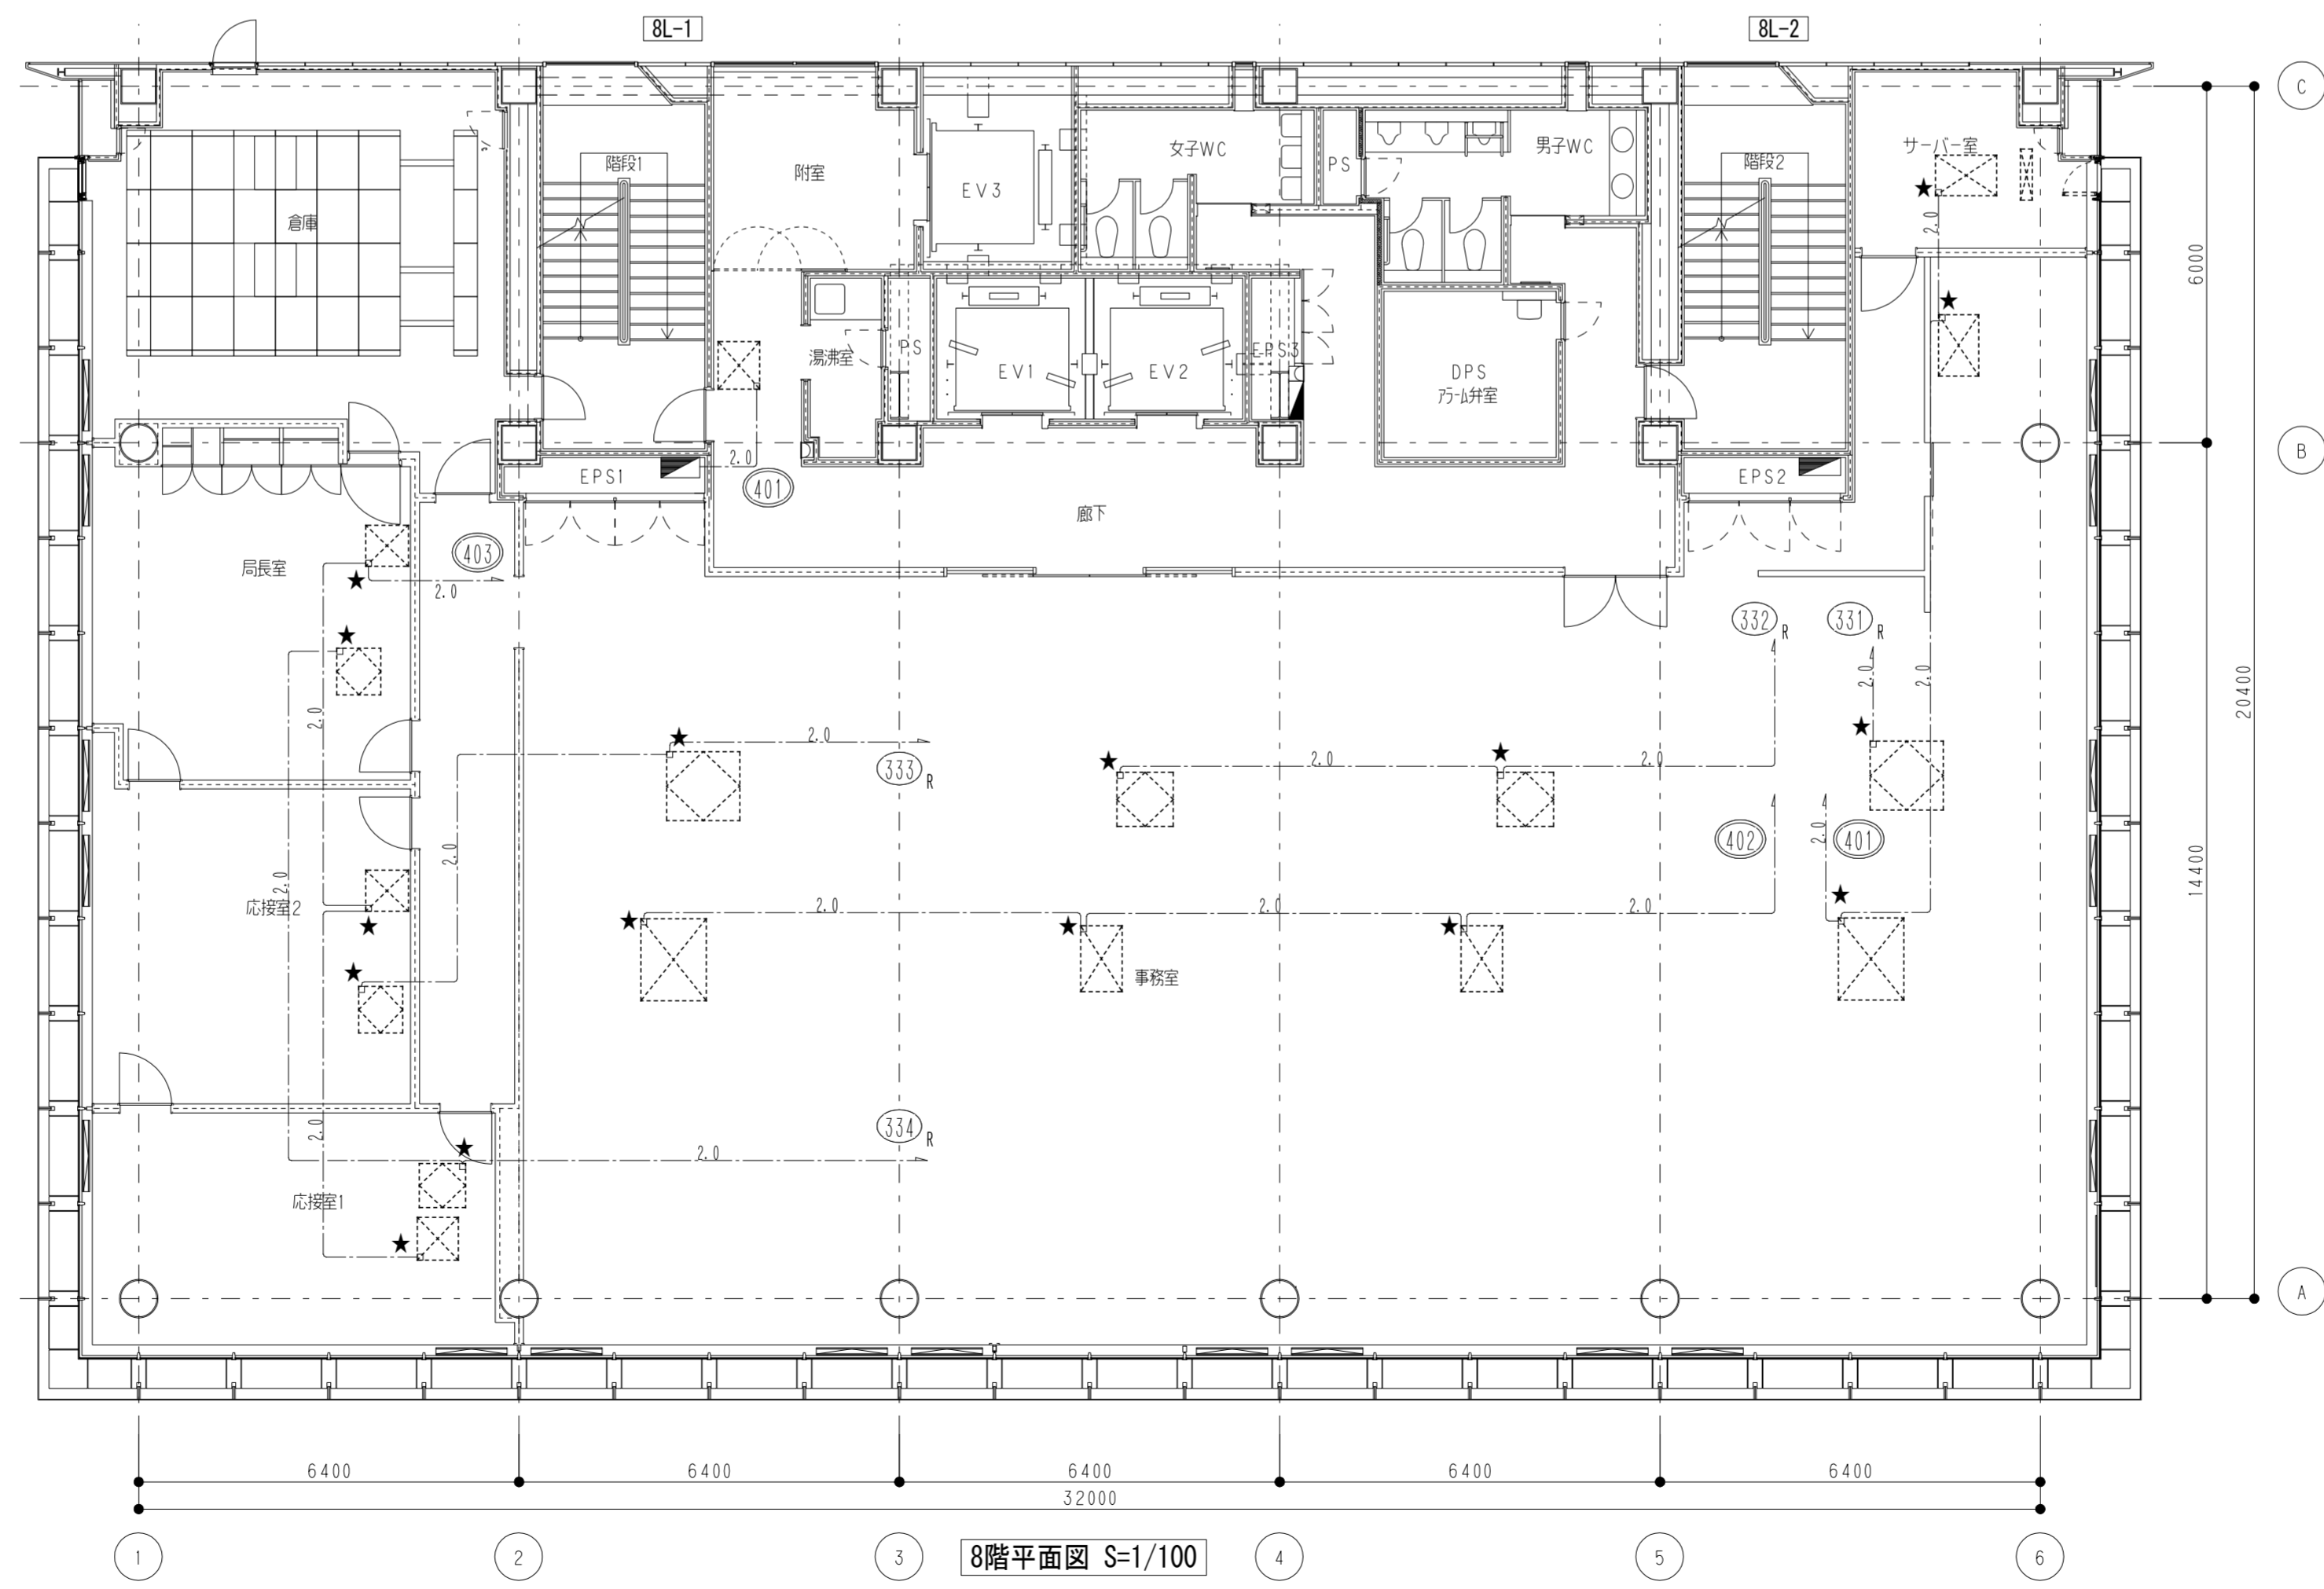 8L-1
8L-2
C
階段1
附室
EV3
女子WC
PS
男子WC
階段2
サーバー室
倉庫
2.0
6000
湯沸室
PS
EV1
EV2
EPS3
DPS
アラーム弁室
B
2.0
EPS1
401
EPS2
廊下
403
局長室
2.0
332
R
331
R
2.0
2.0
20400
2.0
2.0
333
R
2.0
2.0
402
2.0
401
2.0
14400
応接室2
2.0
2.0
2.0
2.0
事務室
334
R
2.0
2.0
応接室1
A
6400
6400
6400
6400
6400
32000
1
2
3
8階平面図 S=1/100
4
5
6